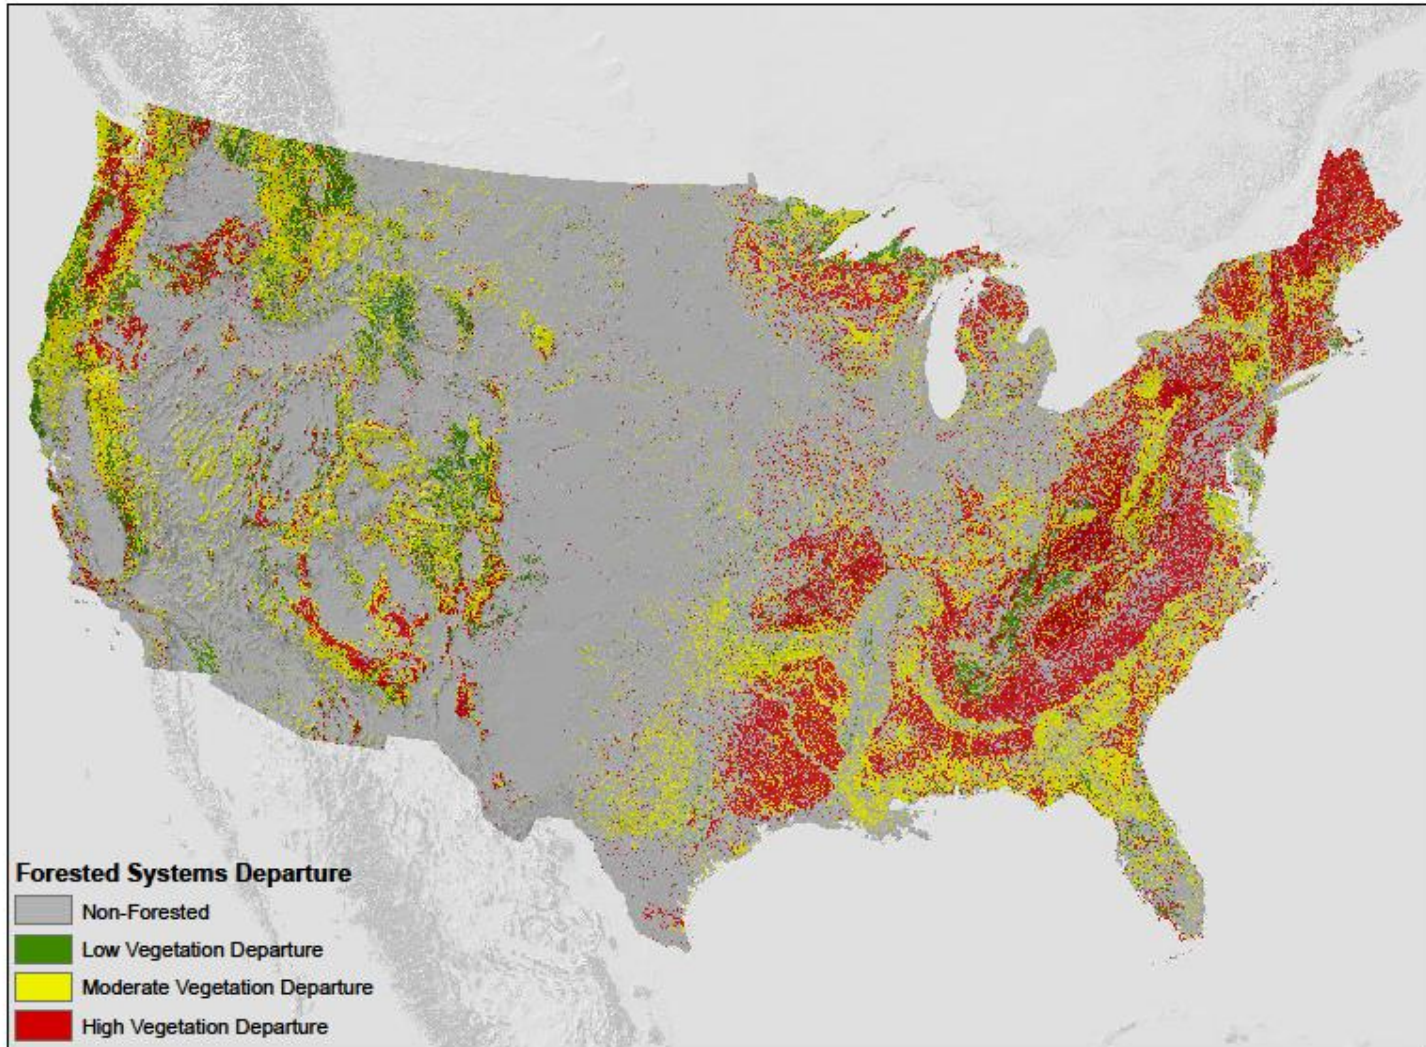 Forested Systems Departure
Non-Forested
Low Vegetation Departure
Moderate Vegetation Departure
High Vegetation Departure